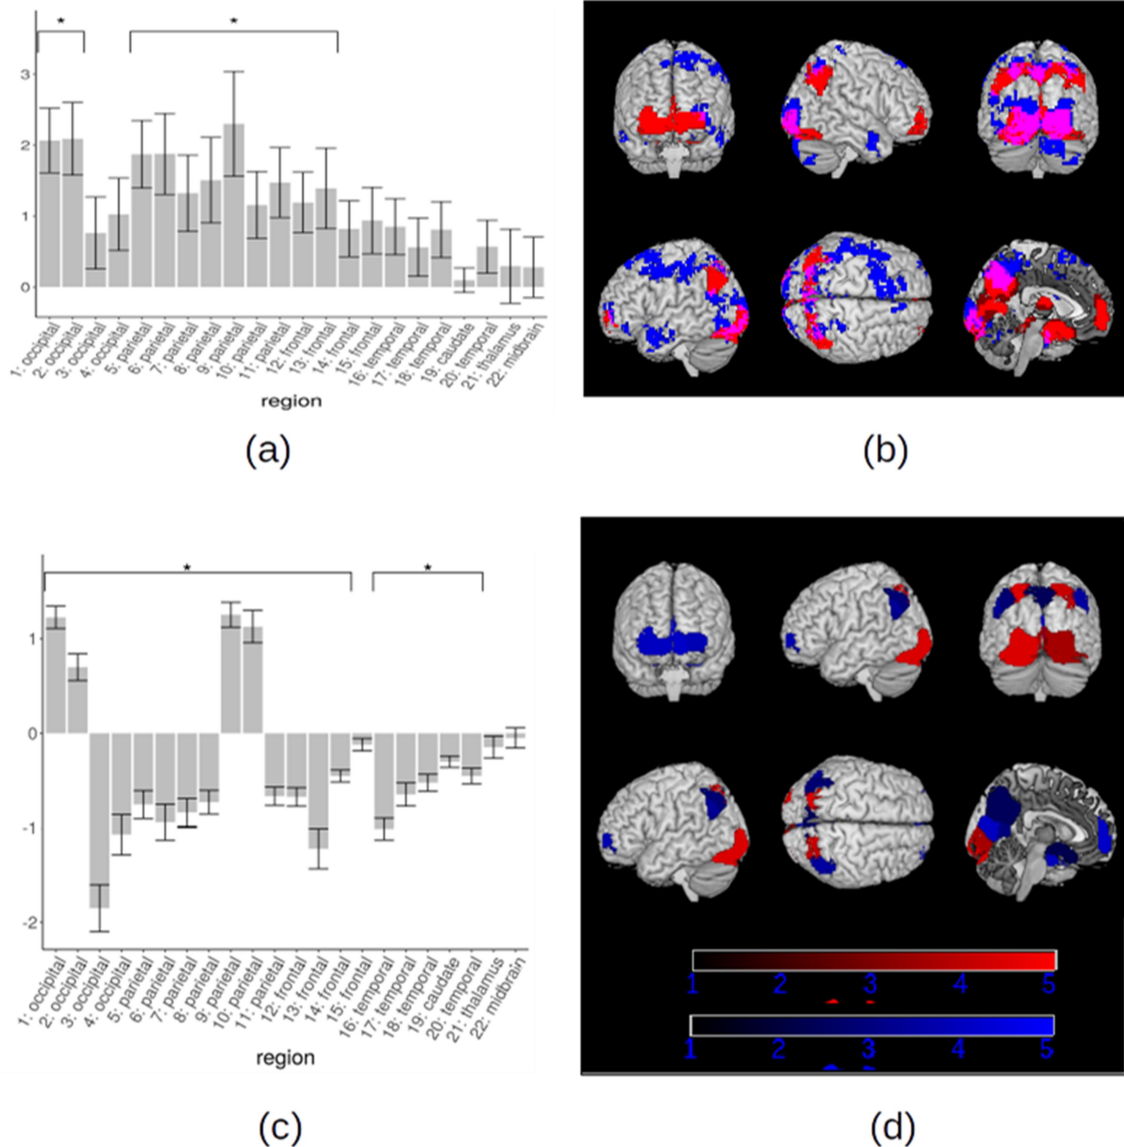 *
*
3
2
1
0
1: occipital
2: occipital
3: occipital
4: occipital
5: parietal
6: parietal
7: parietal
8: parietal
9: parietal
10: parietal
11: parietal
12: frontal
13: frontal
14: frontal
15: frontal
16: temporal
17: temporal
18: temporal
19: caudate
20: temporal
21: thalamus
22: midbrain
region
(a)
(b)
*
*
1
0
-1
-2
1: occipital
2: occipital
3: occipital
4: occipital
5: parietal
6: parietal
7: parietal
8: parietal
9: parietal
10: parietal
11: parietal
12: frontal
13: frontal
14: frontal
15: frontal
16: temporal
17: temporal
18: temporal
19: caudate
20: temporal
21: thalamus
22: midbrain
region
1 2 3 4 5
1 2 3 4 5
(c)
(d)